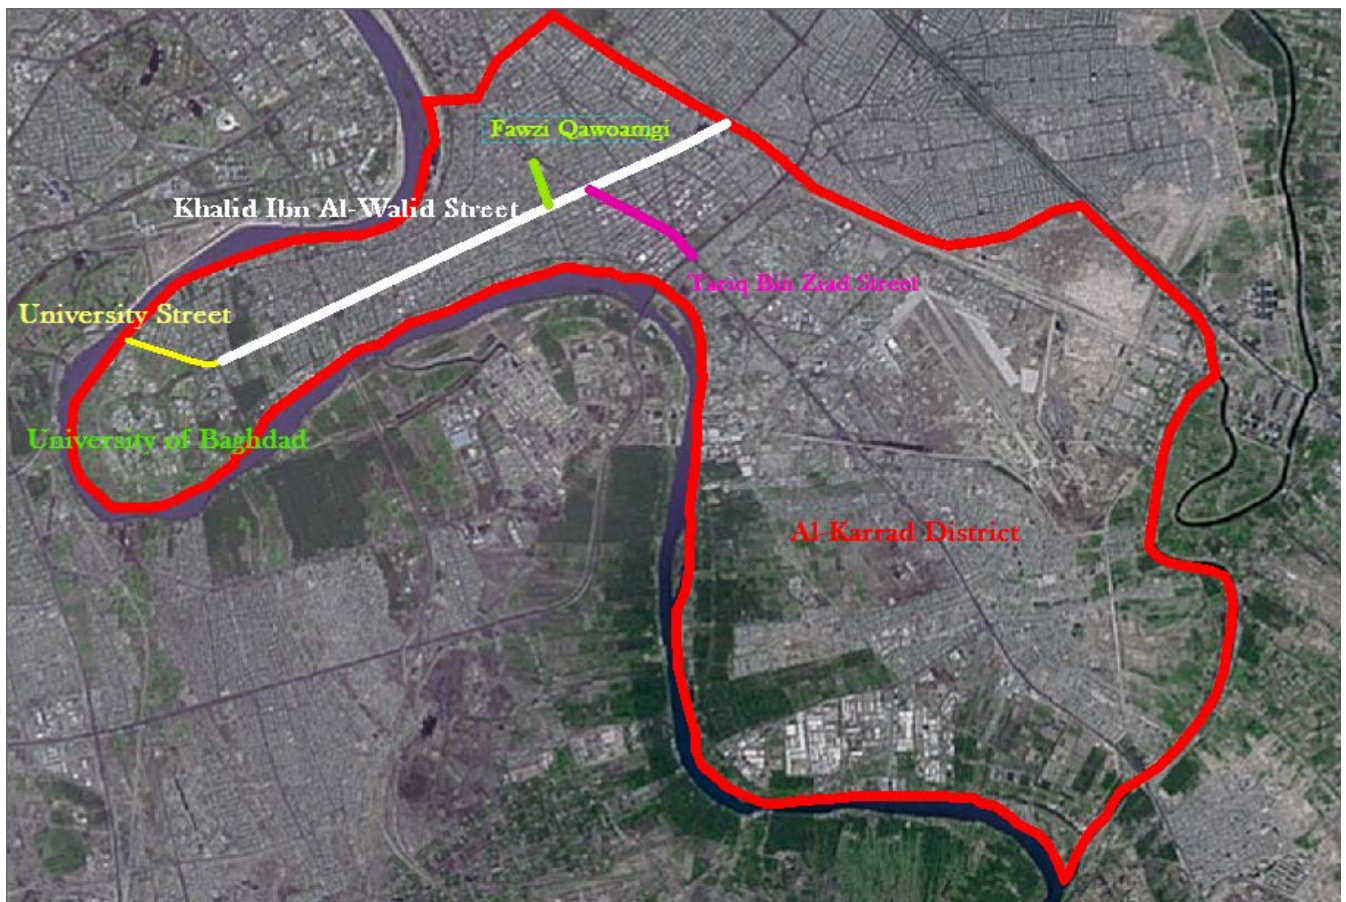 Fawzi Qawoamgi
Khalid Ibn Al-Walid Street
Tariq Bin Ziad Street
University Street
University of Baghdad
Al-Karrad District